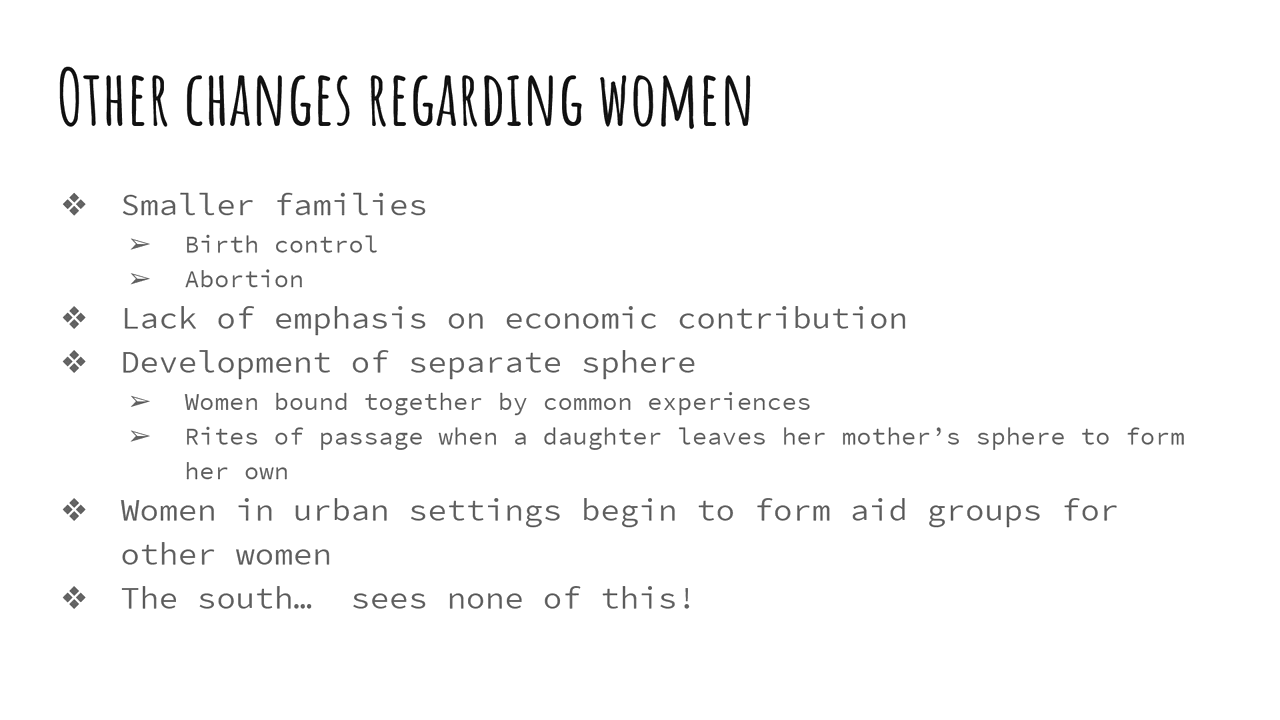 Other changes regarding women
❖ Smaller families
➢ Birth control
➢ Abortion
❖ Lack of emphasis on economic contribution
❖ Development of separate sphere
➢ Women bound together by common experiences
➢ Rites of passage when a daughter leaves her mother’s sphere to form
her own
❖ Women in urban settings begin to form aid groups for
other women
❖ The south…  sees none of this!